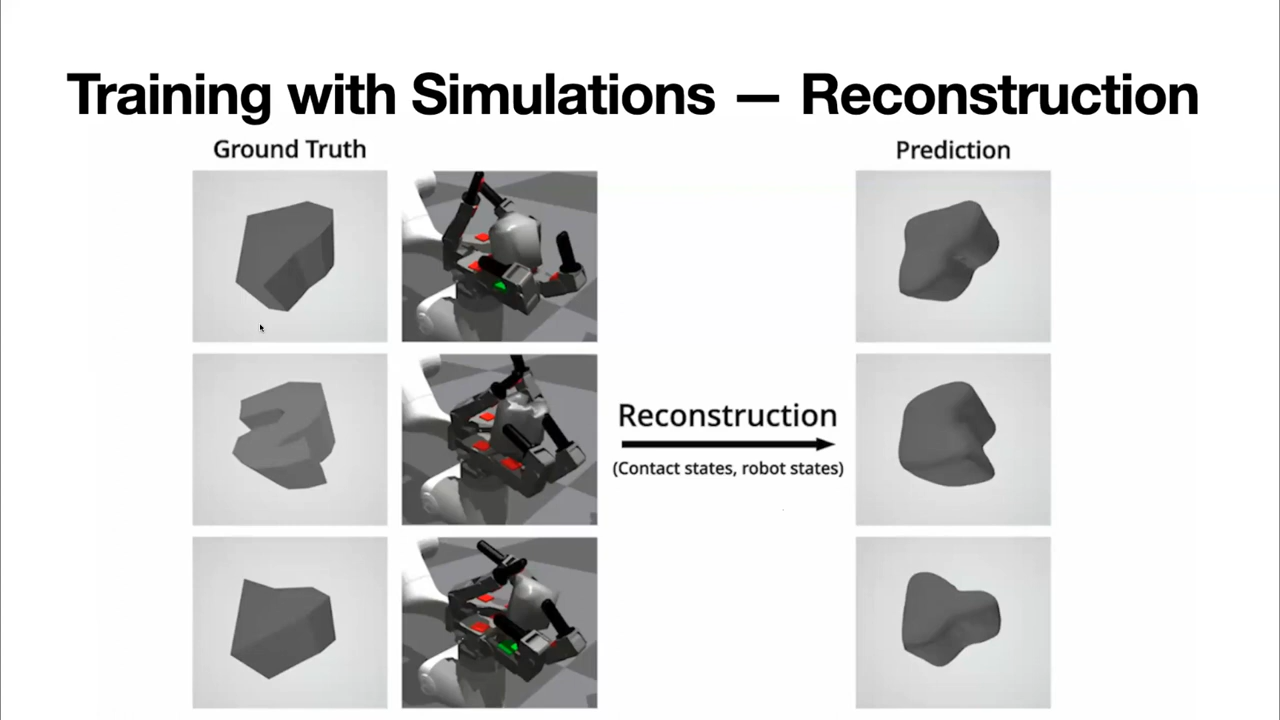 Training with Simulations — Reconstruction
Ground Truth
Prediction
Reconstruction
(Contact states, robot states)